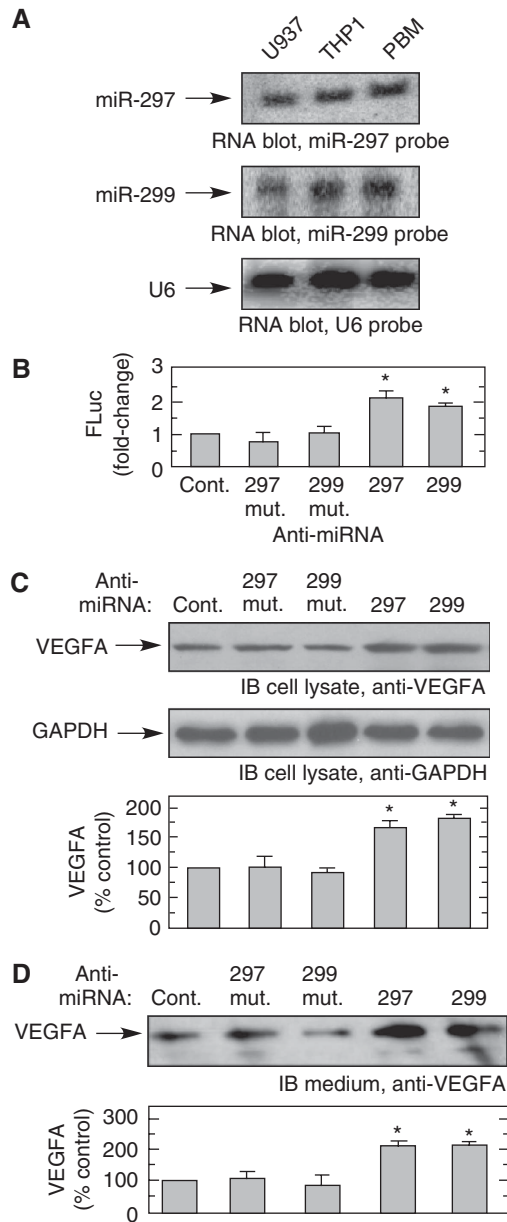 A
U937 THP1 PBM
miR-297
RNA blot, miR-297 probe
miR-299
RNA blot, miR-299 probe
U6
RNA blot, U6 probe
B
FLuc
(fold-change)
3
2
1
0
* *
Cont. 297 mut. 299 mut. 297 299
Anti-miRNA
C
Anti-
miRNA:
Cont. 297 mut. 299 mut. 297 299
VEGFA
IB cell lysate, anti-VEGFA
GAPDH
IB cell lysate, anti-GAPDH
VEGFA
(% control)
200
150
100
50
0
* *
D
Anti-
miRNA:
Cont. 297 mut. 299 mut. 297 299
VEGFA
IB medium, anti-VEGFA
VEGFA
(% control)
300
200
100
0
* *